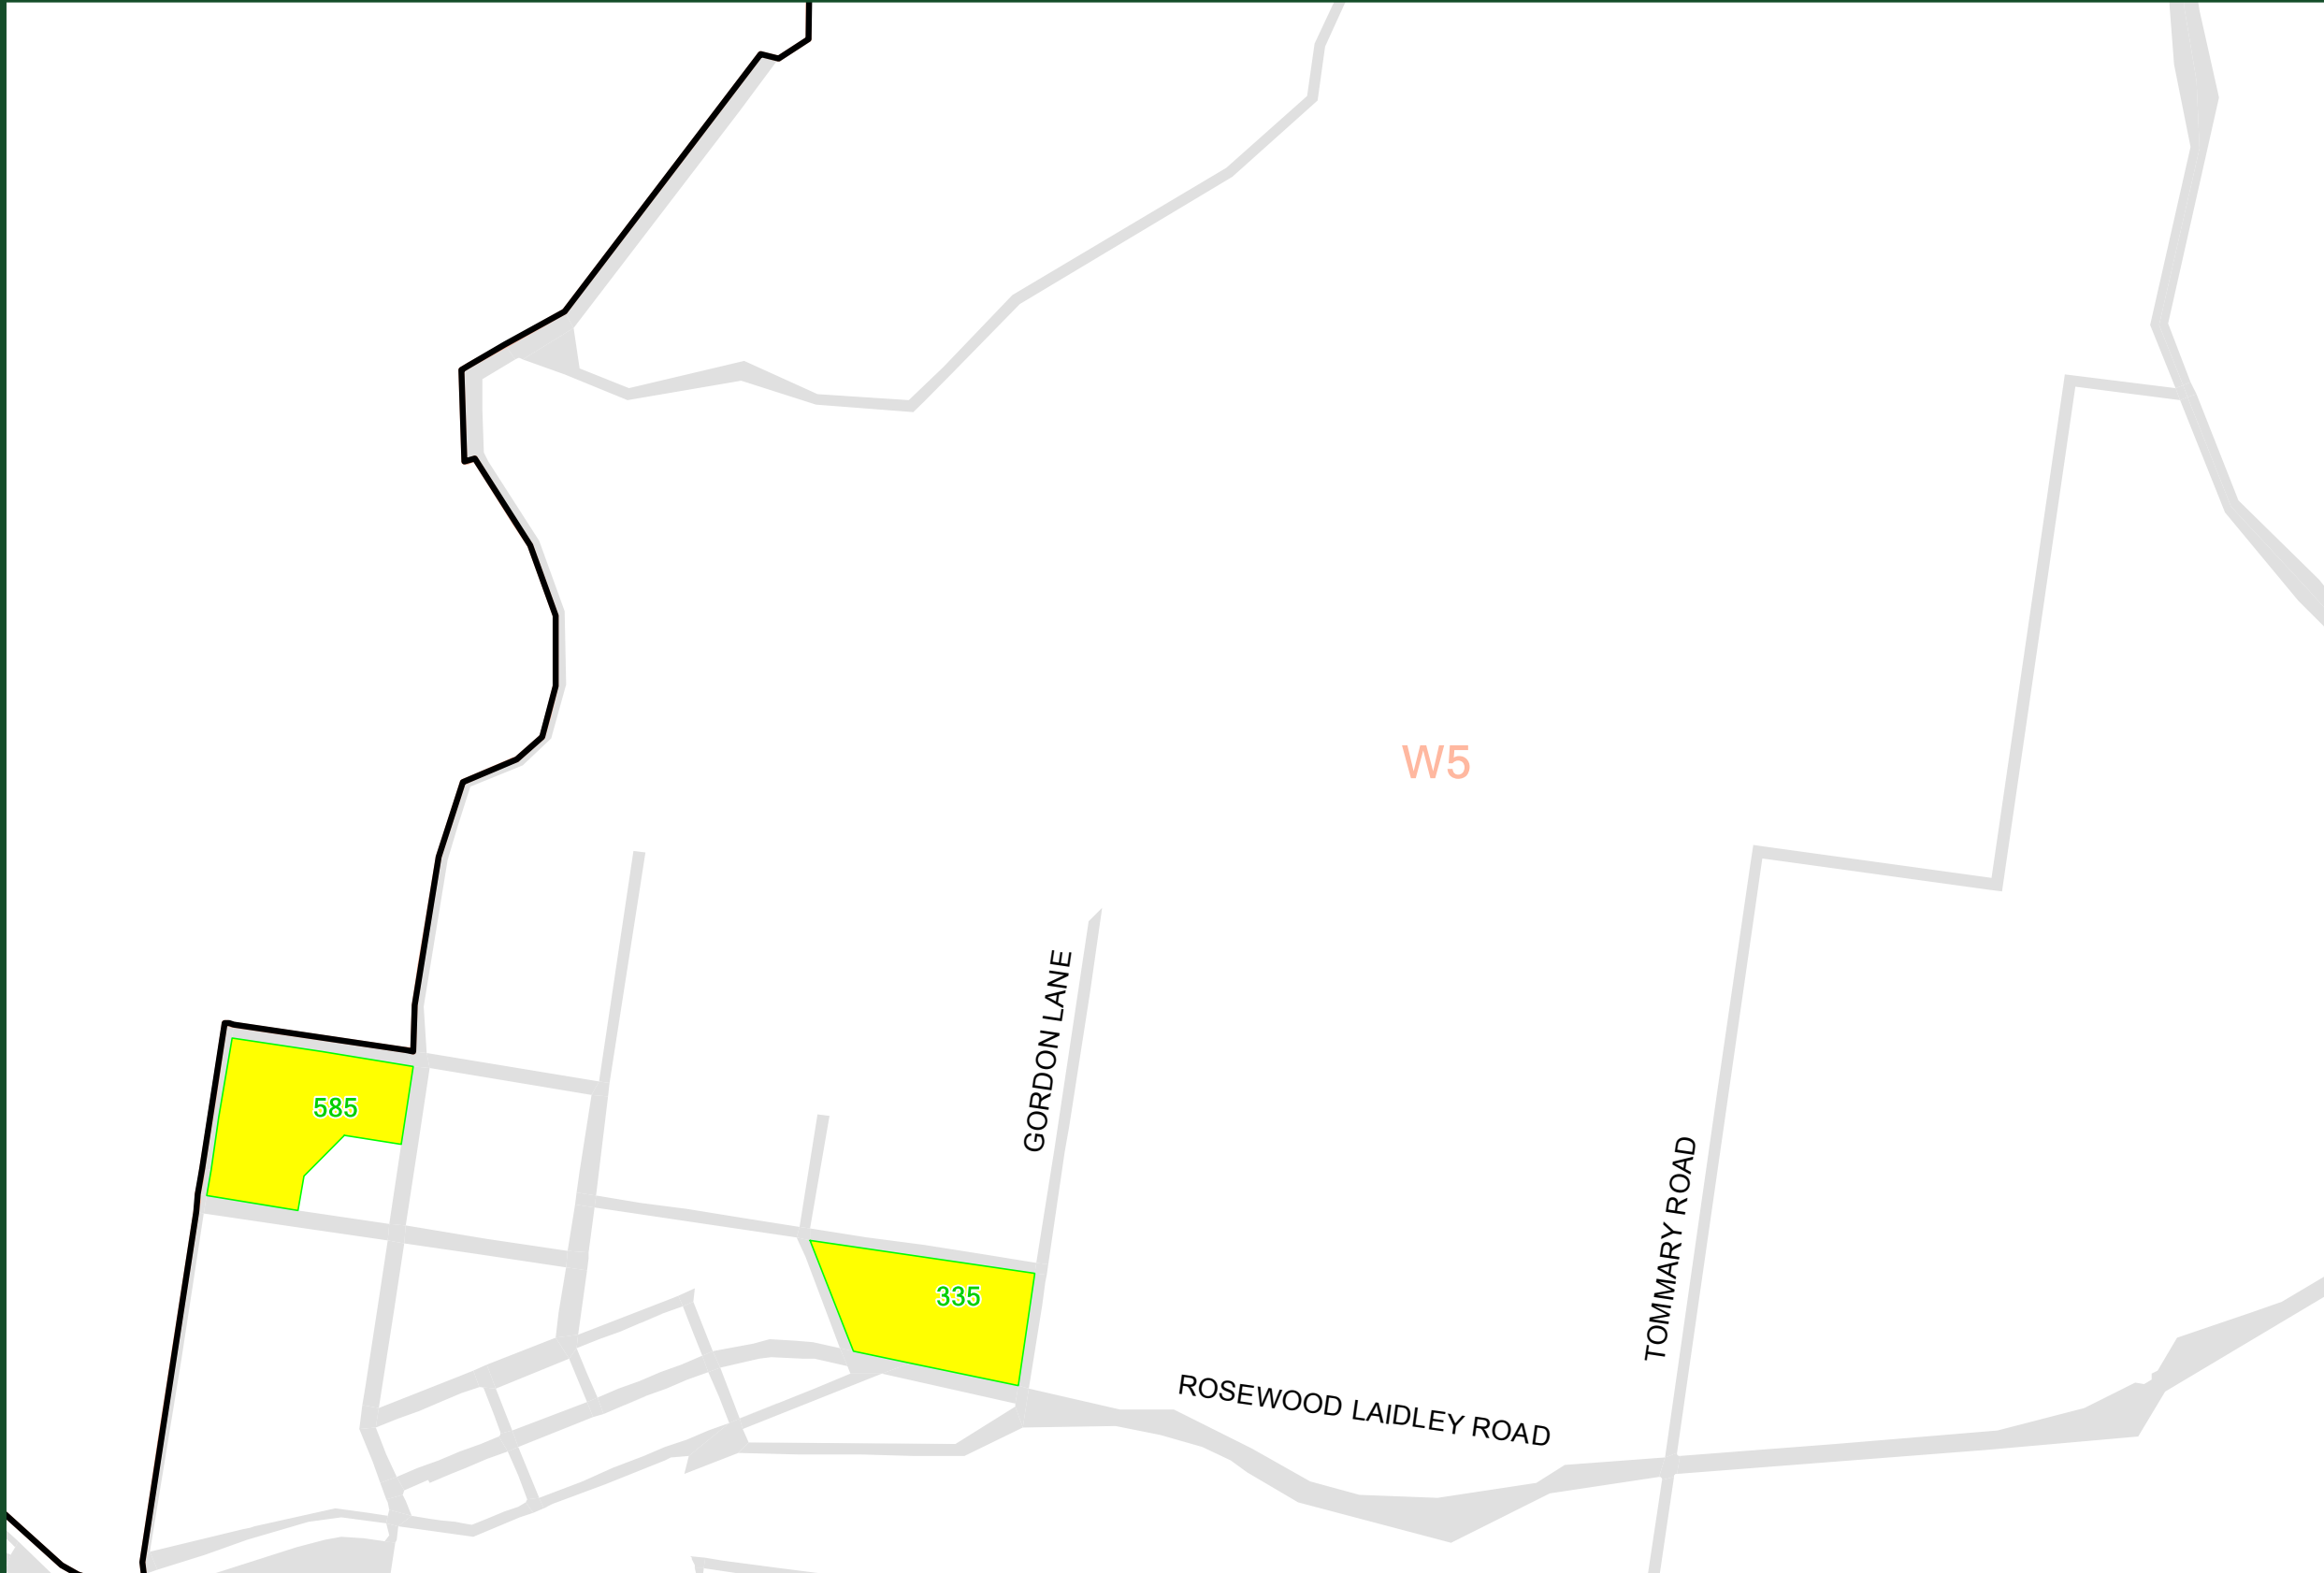 W5
GORDON LANE
585
TOMMARY ROAD
335
ROSEWOOD LAIDLEY ROAD